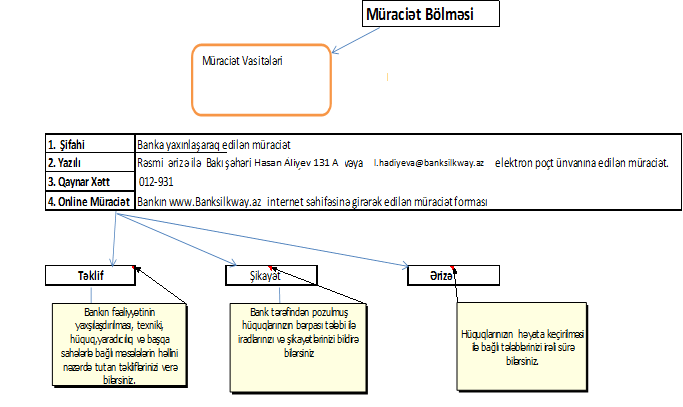 Müraciət Bölməsi
Müraciət Vasitələri
1. Şifahi Banka yaxınlaşaraq edilən müraciət
2. Yazılı Rəsmi ərizə ilə Bakı şəhəri Həsən Əliyev 131 A vəya l.hadiyeva@banksilkway.az elektron poçt ünvanına edilən müraciət.
3. Qaynar Xətt 012-931
4. Online Müraciət Bankın www.Banksilkway.az internet səhifəsinə girərək edilən müraciət forması
Təklif
Şikayət
Ərizə
Bankın fəaliyyətinin
yaxşılaşdırılması, texniki,
hüquq,yaradıcılıq və başqa
sahələrlə bağlı məsələlərin həllini
nəzərdə tutan təkliflərinizi verə
bilərsiniz.
Bank tərəfindən pozulmuş
hüquqlarınızın bərpası tələbi ilə
iradlarınızı və şikayətlərinizi bildirə
bilərsiniz
Hüquqlarınızın həyata keçirilməsi
ilə bağlı tələblərinizi irəli sürə
bilərsiniz.